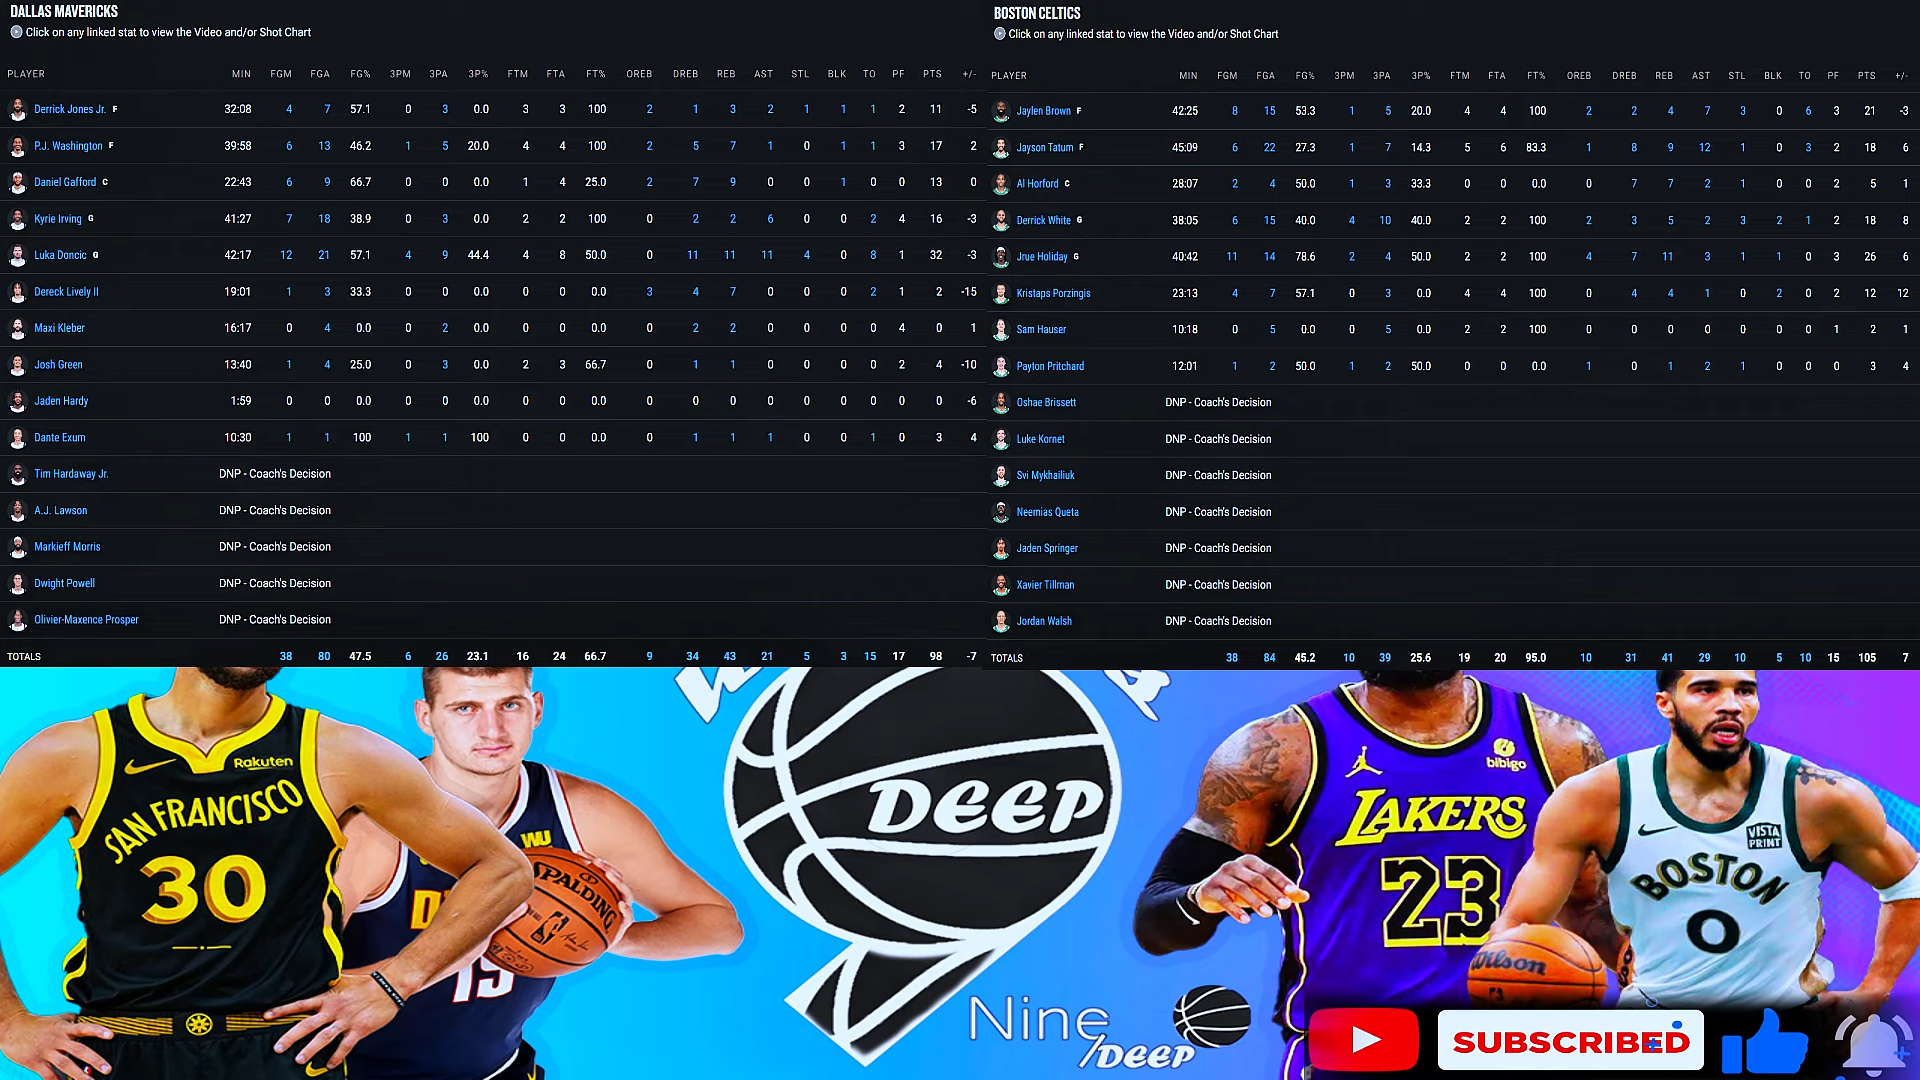 DALLAS MAVERICKS
Click on any linked stat to view the Video and/or Shot Chart
PLAYER MIN FGM FGA FG% 3PM 3PA 3P% FTM FTA FT% OREB DREB REB AST STL BLK TO PF PTS +/-
Derrick Jones Jr. F 32:08 4 7 57.1 0 3 0.0 3 3 100 2 1 3 2 1 1 1 2 11 -5
P.J. Washington F 39:58 6 13 46.2 1 5 20.0 4 4 100 2 5 7 1 0 1 1 3 17 2
Daniel Gafford C 22:43 6 9 66.7 0 0 0.0 1 4 25.0 2 7 9 0 0 1 0 0 13 0
Kyrie Irving G 41:27 7 18 38.9 0 3 0.0 2 2 100 0 2 2 6 0 0 2 4 16 -3
Luka Doncic G 42:17 12 21 57.1 4 9 44.4 4 8 50.0 0 11 11 11 4 0 8 1 32 -3
Dereck Lively II 19:01 1 3 33.3 0 0 0.0 0 0 0.0 3 4 7 0 0 0 2 1 2 -15
Maxi Kleber 16:17 0 4 0.0 0 2 0.0 0 0 0.0 0 2 2 0 0 0 0 4 0 1
Josh Green 13:40 1 4 25.0 0 3 0.0 2 3 66.7 0 1 1 0 0 0 0 2 4 -10
Jaden Hardy 1:59 0 0 0.0 0 0 0.0 0 0 0.0 0 0 0 0 0 0 0 0 0 -6
Dante Exum 10:30 1 1 100 1 1 100 0 0 0.0 0 1 1 1 0 0 1 0 3 4
Tim Hardaway Jr. DNP - Coach's Decision
A.J. Lawson DNP - Coach's Decision
Markieff Morris DNP - Coach's Decision
Dwight Powell DNP - Coach's Decision
Olivier-Maxence Prosper DNP - Coach's Decision
TOTALS 38 80 47.5 6 26 23.1 16 24 66.7 9 34 43 21 5 3 15 17 98 -7
BOSTON CELTICS
Click on any linked stat to view the Video and/or Shot Chart
PLAYER MIN FGM FGA FG% 3PM 3PA 3P% FTM FTA FT% OREB DREB REB AST STL BLK TO PF PTS +/-
Jaylen Brown F 42:25 8 15 53.3 1 5 20.0 4 4 100 2 2 4 7 3 0 6 3 21 -3
Jayson Tatum F 45:09 6 22 27.3 1 7 14.3 5 6 83.3 1 8 9 12 1 0 3 2 18 6
Al Horford C 28:07 2 4 50.0 1 3 33.3 0 0 0.0 0 7 7 2 1 0 0 2 5 1
Derrick White G 38:05 6 15 40.0 4 10 40.0 2 2 100 2 3 5 2 3 2 1 2 18 8
Jrue Holiday G 40:42 11 14 78.6 2 4 50.0 2 2 100 4 7 11 3 1 1 0 3 26 6
Kristaps Porzingis 23:13 4 7 57.1 0 3 0.0 4 4 100 0 4 4 1 0 2 0 2 12 12
Sam Hauser 10:18 0 5 0.0 0 5 0.0 2 2 100 0 0 0 0 0 0 0 1 2 1
Payton Pritchard 12:01 1 2 50.0 1 2 50.0 0 0 0.0 1 0 1 2 1 0 0 0 3 4
Oshae Brissett DNP - Coach's Decision
Luke Kornet DNP - Coach's Decision
Svi Mykhailiuk DNP - Coach's Decision
Neemias Queta DNP - Coach's Decision
Jaden Springer DNP - Coach's Decision
Xavier Tillman DNP - Coach's Decision
Jordan Walsh DNP - Coach's Decision
TOTALS 38 84 45.2 10 39 25.6 19 20 95.0 10 31 41 29 10 5 10 15 105 7
Rakuten
SAN FRANCISCO
30
WU
SPALDING
15
DEEP
Nine
DEEP
bibigo
LAKERS
23
Wilson
VISTA
PRINT
BOSTON
0
SUBSCRIBED